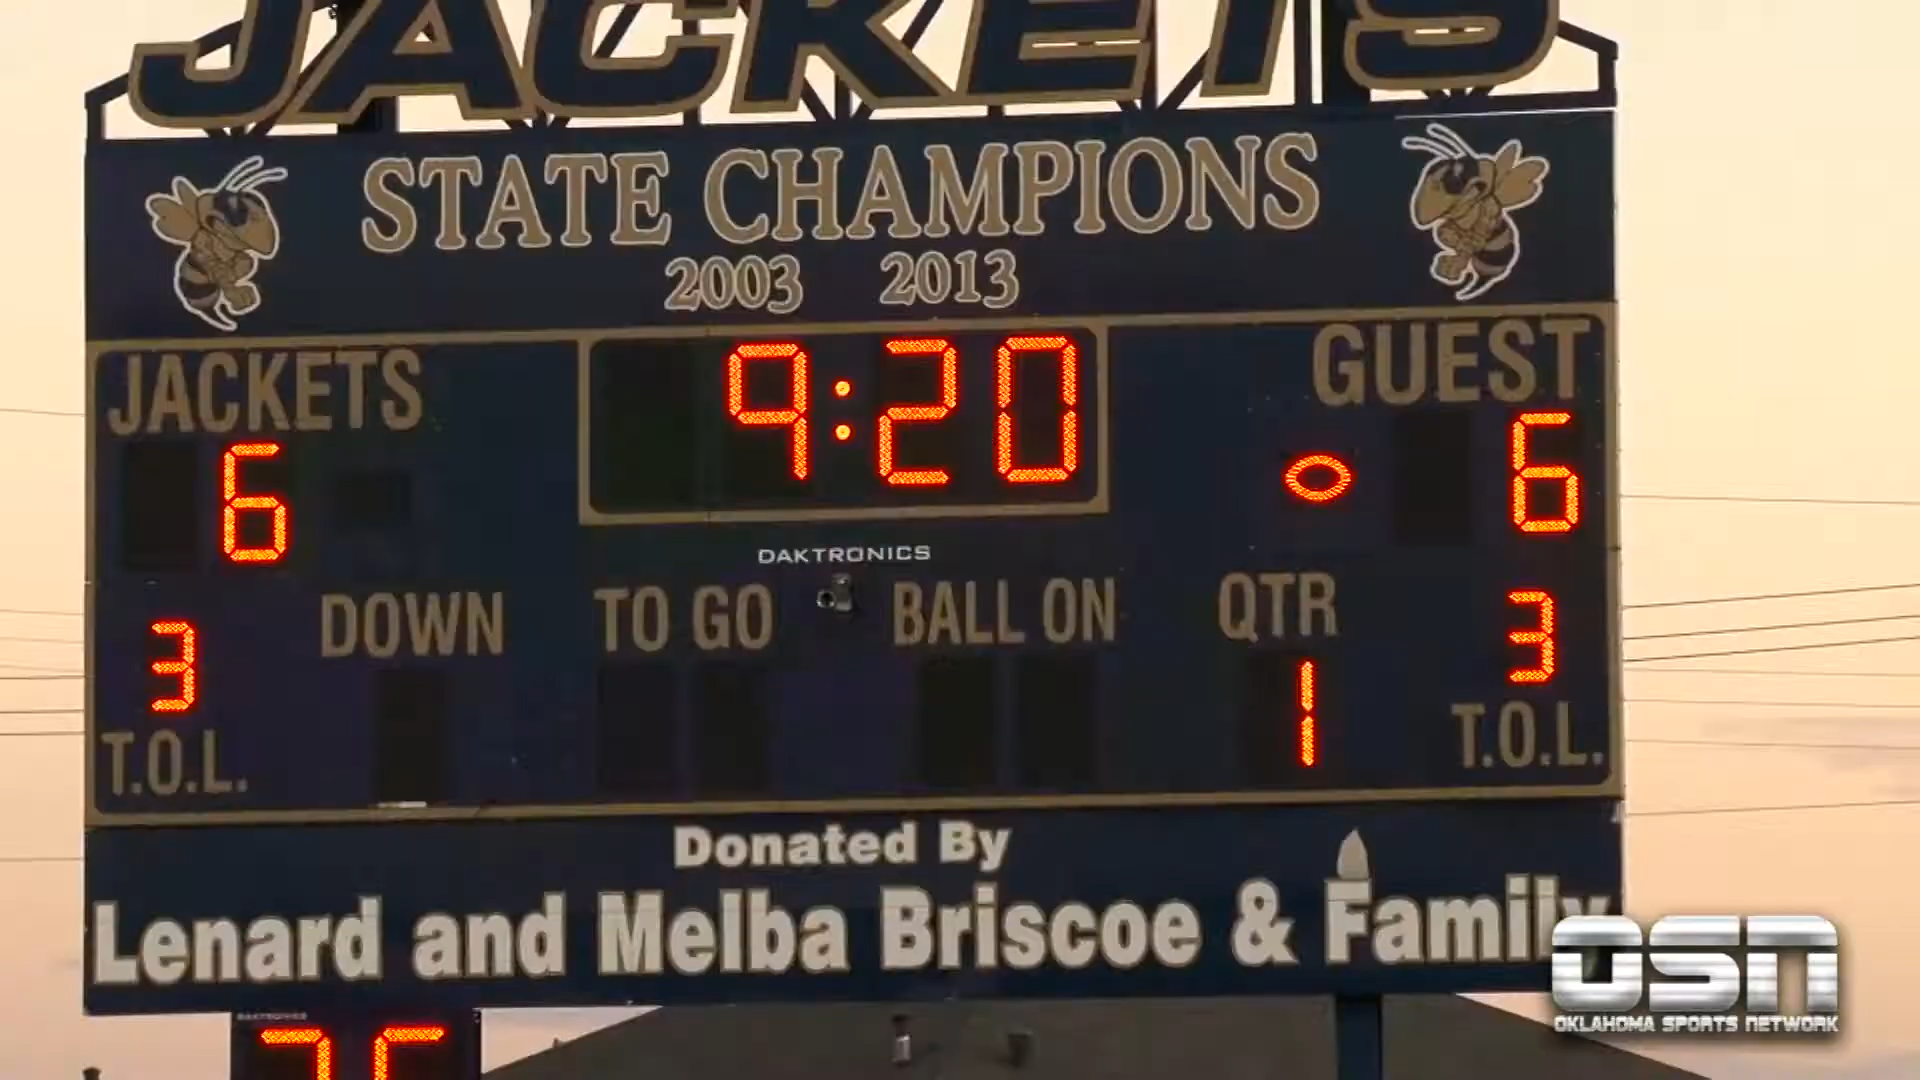 JACKETS
STATE CHAMPIONS
2003 2013
JACKETS 9:20 GUEST
6 6
DAKTRONICS
DOWN TO GO BALL ON QTR
3 1 3
T.O.L. T.O.L.
Donated By
Lenard and Melba Briscoe & Family
OSN
OKLAHOMA SPORTS NETWORK
DAKTRONICS